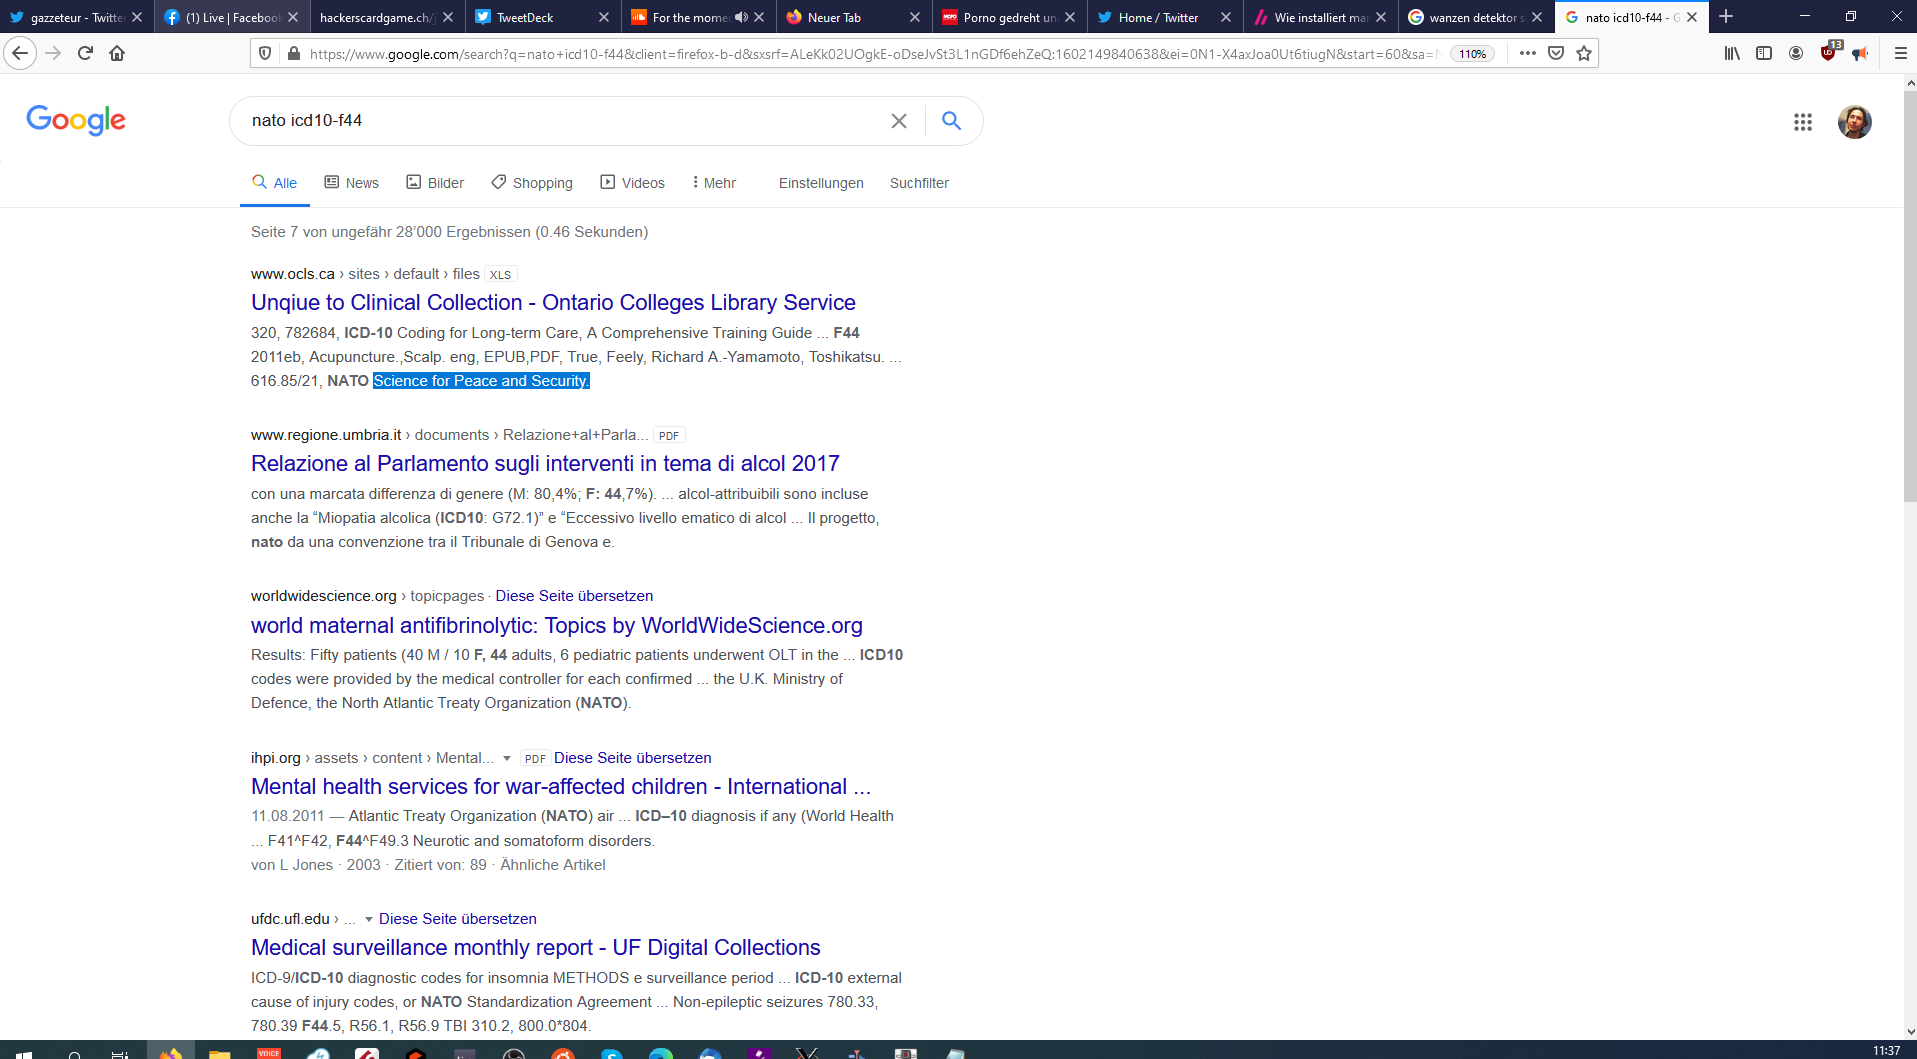 gazzeteur - Twitte
(1) Live | Facebook
hackerscardgame.ch/
TweetDeck
For the mome
Neuer Tab
MOPO
Porno gedreht un
Home / Twitter
Wie installiert ma
wanzen detektor s
nato icd10-f44 - G
https://www.google.com/search?q=nato+icd10-f44&client=firefox-b-d&sxsrf=ALeKk02UOgkE-oDseJvSt3L1nGDf6ehZeQ:1602149840638&ei=0N1-X4axJoa0Ut6tiugN&start=60&sa=N
110%
13
Google
nato icd10-f44
Alle
News
Bilder
Shopping
Videos
Mehr
Einstellungen
Suchfilter
Seite 7 von ungefähr 28’000 Ergebnissen (0.46 Sekunden)
www.ocls.ca › sites › default › files XLS
Unqiue to Clinical Collection - Ontario Colleges Library Service
320, 782684, ICD-10 Coding for Long-term Care, A Comprehensive Training Guide ... F44
2011eb, Acupuncture.,Scalp. eng, EPUB,PDF, True, Feely, Richard A.-Yamamoto, Toshikatsu. ...
616.85/21, NATO Science for Peace and Security.
www.regione.umbria.it › documents › Relazione+al+Parla... PDF
Relazione al Parlamento sugli interventi in tema di alcol 2017
con una marcata differenza di genere (M: 80,4%; F: 44,7%). ... alcol-attribuibili sono incluse
anche la “Miopatia alcolica (ICD10: G72.1)” e “Eccessivo livello ematico di alcol ... Il progetto,
nato da una convenzione tra il Tribunale di Genova e.
worldwidescience.org › topicpages · Diese Seite übersetzen
world maternal antifibrinolytic: Topics by WorldWideScience.org
Results: Fifty patients (40 M / 10 F, 44 adults, 6 pediatric patients underwent OLT in the ... ICD10
codes were provided by the medical controller for each confirmed ... the U.K. Ministry of
Defence, the North Atlantic Treaty Organization (NATO).
ihpi.org › assets › content › Mental... PDF Diese Seite übersetzen
Mental health services for war-affected children - International ...
11.08.2011 — Atlantic Treaty Organization (NATO) air ... ICD–10 diagnosis if any (World Health
... F41^F42, F44^F49.3 Neurotic and somatoform disorders.
von L Jones · 2003 · Zitiert von: 89 · Ähnliche Artikel
ufdc.ufl.edu › ... Diese Seite übersetzen
Medical surveillance monthly report - UF Digital Collections
ICD-9/ICD-10 diagnostic codes for insomnia METHODS e surveillance period ... ICD-10 external
cause of injury codes, or NATO Standardization Agreement ... Non-epileptic seizures 780.33,
780.39 F44.5, R56.1, R56.9 TBI 310.2, 800.0*804.
VOICE
11:37